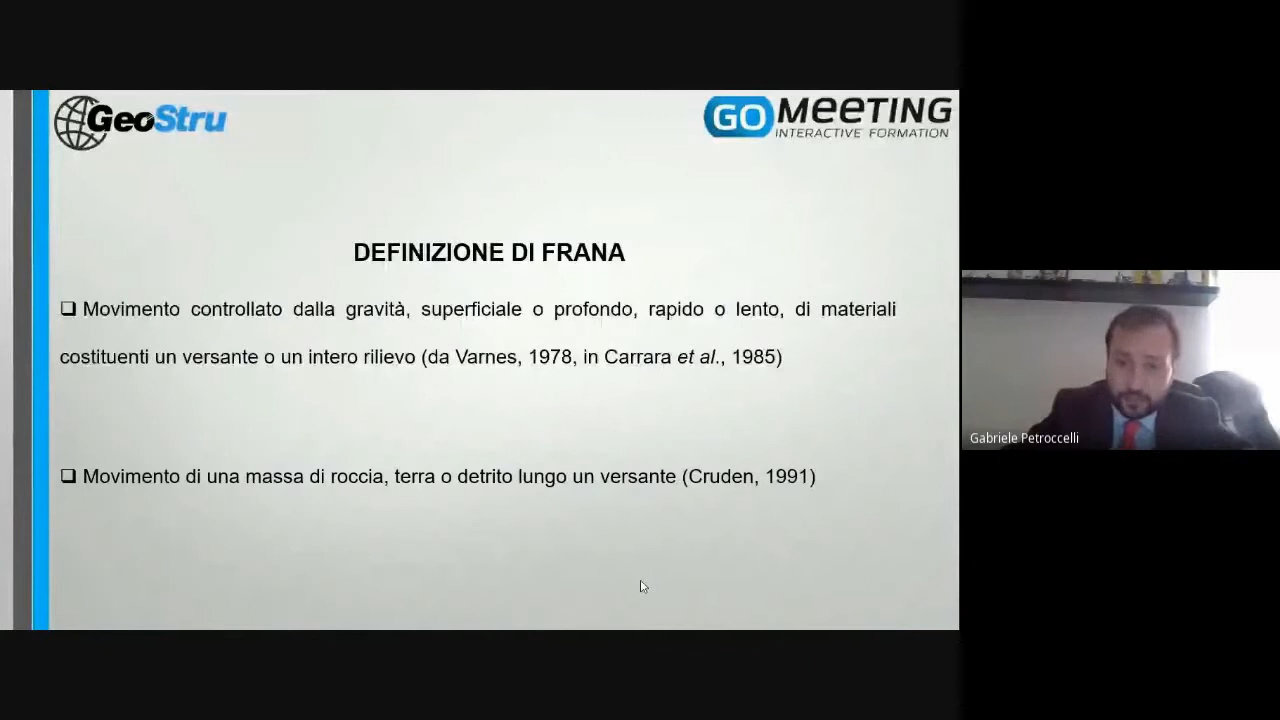 GeoStru
GO MEETING
INTERACTIVE FORMATION
DEFINIZIONE DI FRANA
❑ Movimento controllato dalla gravità, superficiale o profondo, rapido o lento, di materiali
costituenti un versante o un intero rilievo (da Varnes, 1978, in Carrara et al., 1985)
❑ Movimento di una massa di roccia, terra o detrito lungo un versante (Cruden, 1991)
Gabriele Petroccelli